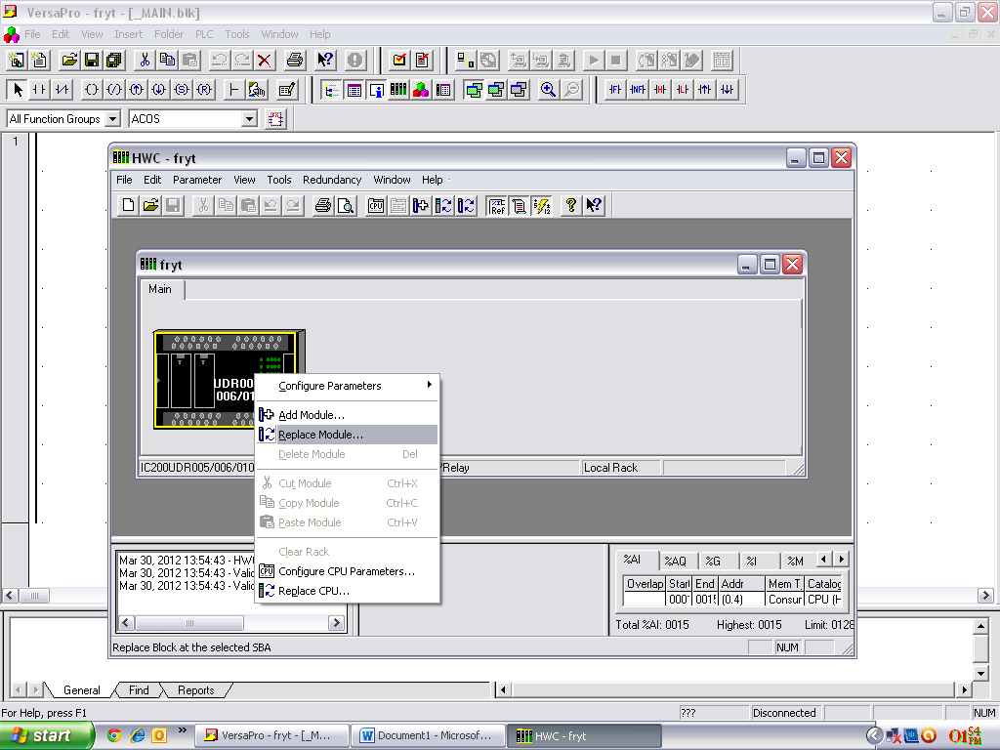 VersaPro - fryt - [_MAIN.blk]
File Edit View Insert Folder PLC Tools Window Help
All Function Groups ACOS
1
HWC - fryt
File Edit Parameter View Tools Redundancy Window Help
CPU Ref
fryt
Main
UDR00
006/01
Configure Parameters
Add Module...
Replace Module...
Delete Module Del
Cut Module Ctrl+X
Copy Module Ctrl+C
Paste Module Ctrl+V
Clear Rack
CPU Configure CPU Parameters...
Replace CPU...
IC200UDR005/006/010 /Relay Local Rack
Mar 30, 2012 13:54:43 - HW
Mar 30, 2012 13:54:43 - Valid
Mar 30, 2012 13:54:43 - Valid
%AI %AQ %G %I %M
Overlap Start End Addr Mem T Catalog
0001 0015 (0.4) Consur CPU (H
Total %AI: 0015 Highest: 0015 Limit: 0128
Replace Block at the selected SBA NUM
General Find Reports
For Help, press F1 ??? Disconnected NUM
start VersaPro - fryt - [_M... Document1 - Microsof... HWC - fryt